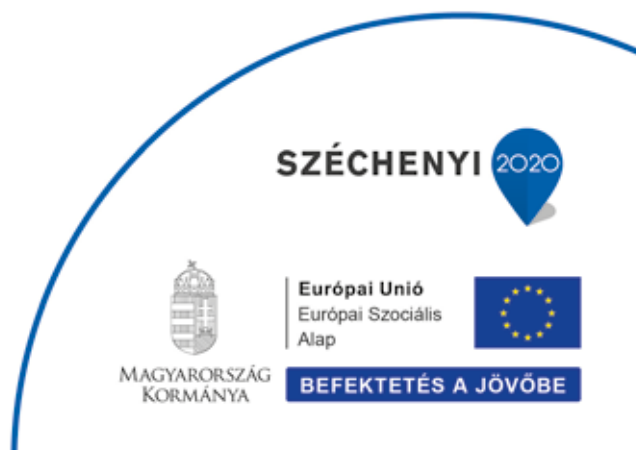 SZÉCHENYI 2020
Európai Unió
Európai Szociális
Alap
MAGYARORSZÁG
KORMÁNYA
BEFEKTETÉS A JÖVŐBE